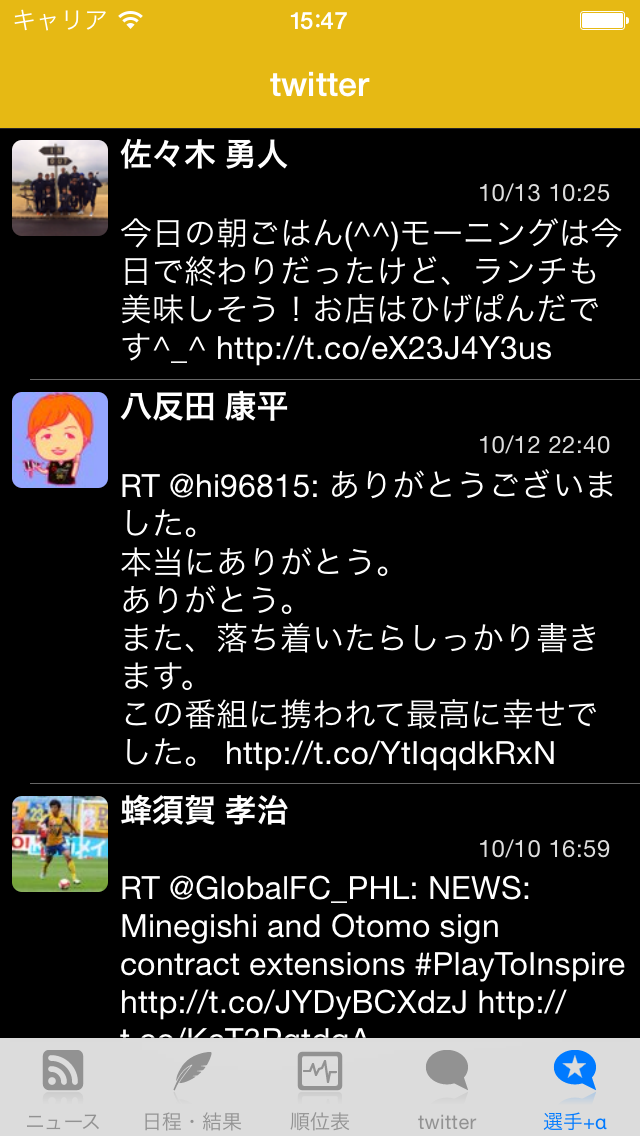 キャリア 15:47
twitter
佐々木 勇人
10/13 10:25
今日の朝ごはん(^^)モーニングは今
日で終わりだったけど、ランチも
美味しそう！お店はひげぱんだで
す^_^ http://t.co/eX23J4Y3us
八反田 康平
10/12 22:40
RT @hi96815: ありがとうございま
した。
本当にありがとう。
ありがとう。
また、落ち着いたらしっかり書き
ます。
この番組に携われて最高に幸せで
した。 http://t.co/YtIqqdkRxN
蜂須賀 孝治
10/10 16:59
RT @GlobalFC_PHL: NEWS:
Minegishi and Otomo sign
contract extensions #PlayToInspire
http://t.co/JYDyBCXdzJ http://
ニュース 日程・結果 順位表 twitter 選手+α